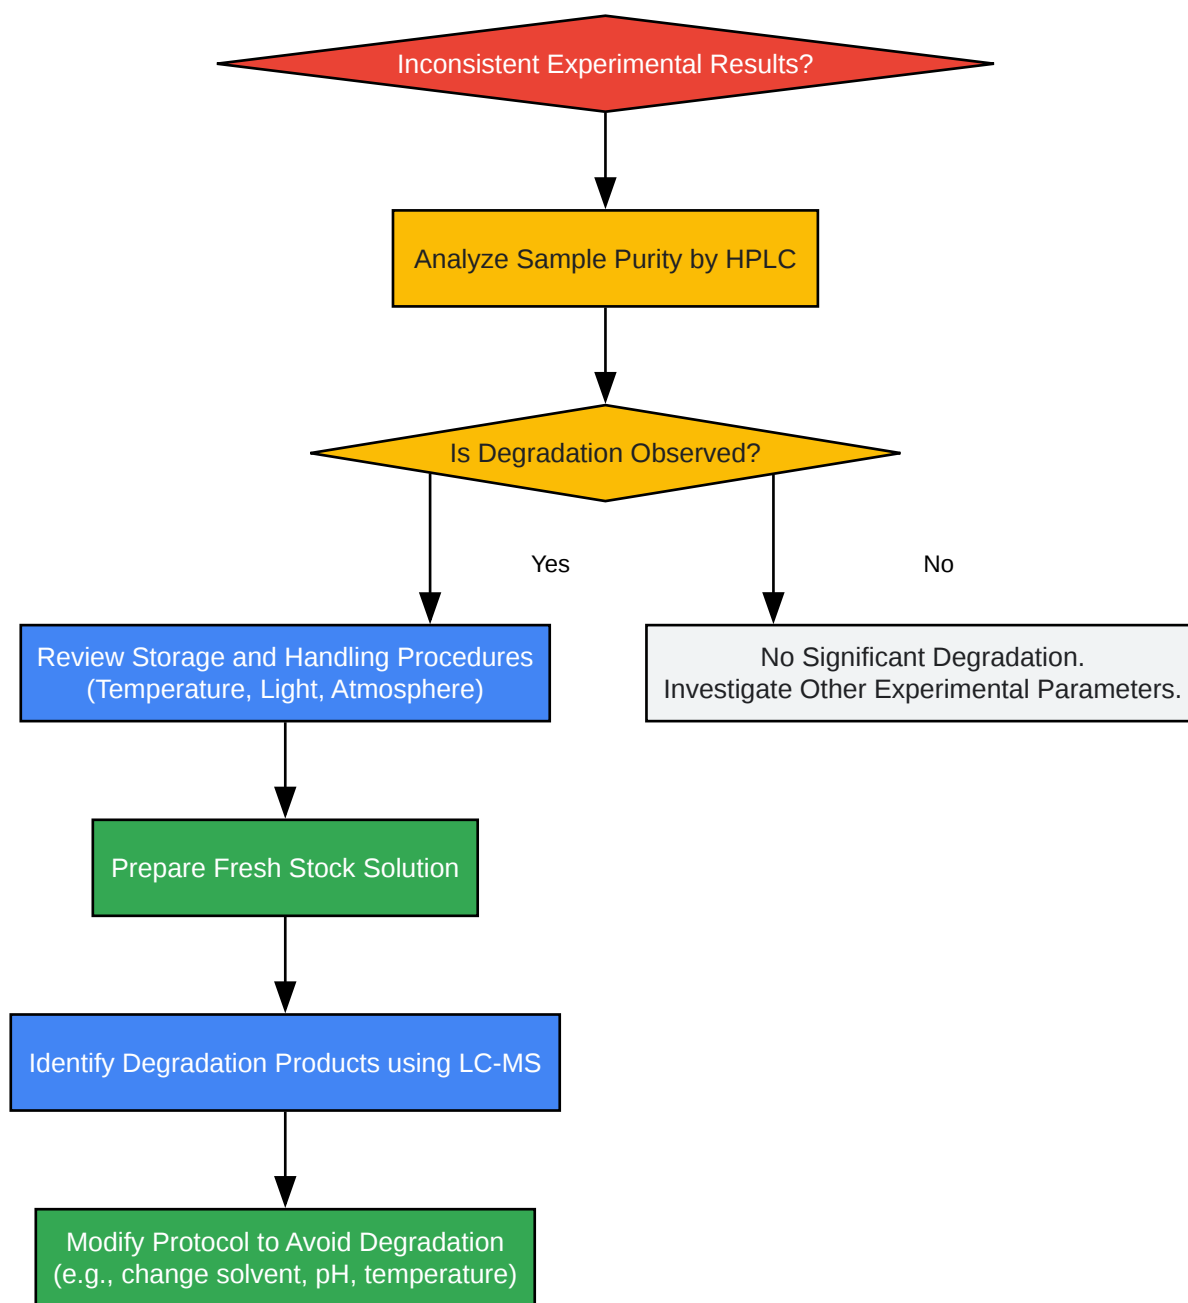 Inconsistent Experimental Results?
Analyze Sample Purity by HPLC
Is Degradation Observed?
Yes
No
Review Storage and Handling Procedures
(Temperature, Light, Atmosphere)
No Significant Degradation.
Investigate Other Experimental Parameters.
Prepare Fresh Stock Solution
Identify Degradation Products using LC-MS
Modify Protocol to Avoid Degradation
(e.g., change solvent, pH, temperature)